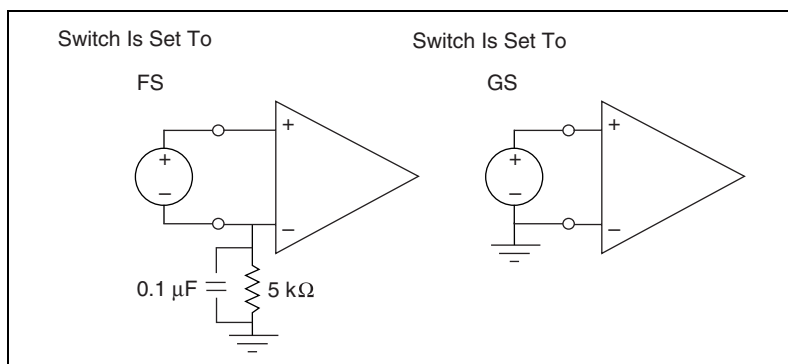 Switch Is Set To
Switch Is Set To
FS
GS
+
+
+
+
−
−
−
−
0.1 μF
5 kΩ